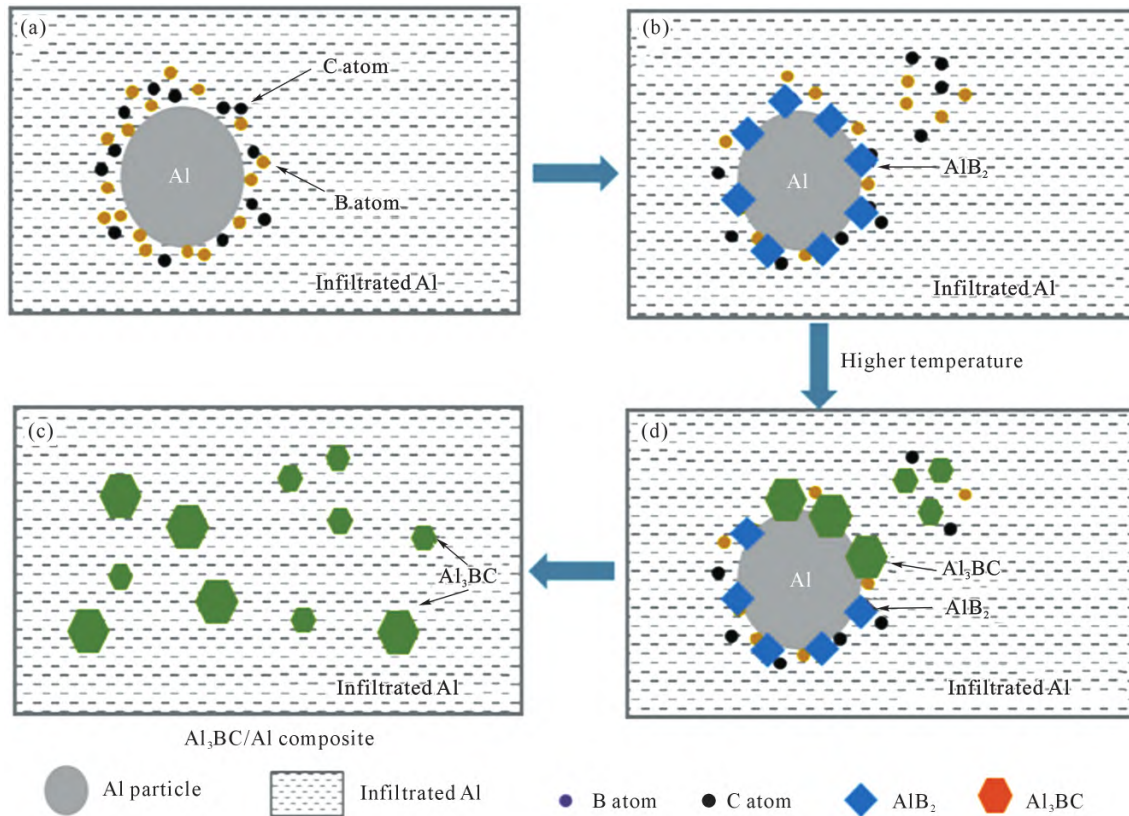 (a)
C atom
Al
B atom
Infiltrated Al
(b)
AlB₂
Al
Infiltrated Al
Higher temperature
(c)
Al₃BC
Infiltrated Al
(d)
Al
Al₃BC
AlB₂
Infiltrated Al
Al₃BC/Al composite
Al particle
Infiltrated Al
B atom
C atom
AlB₂
Al₃BC